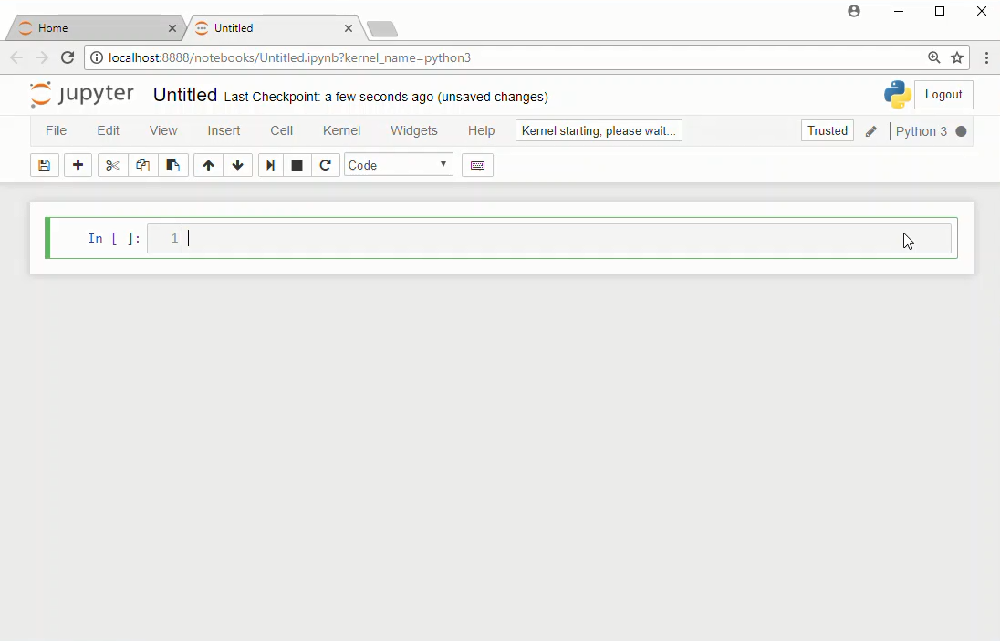 Home Untitled
localhost:8888/notebooks/Untitled.ipynb?kernel_name=python3
jupyter Untitled Last Checkpoint: a few seconds ago (unsaved changes) Logout
File Edit View Insert Cell Kernel Widgets Help Kernel starting, please wait... Trusted Python 3
Code
In [ ]: 1